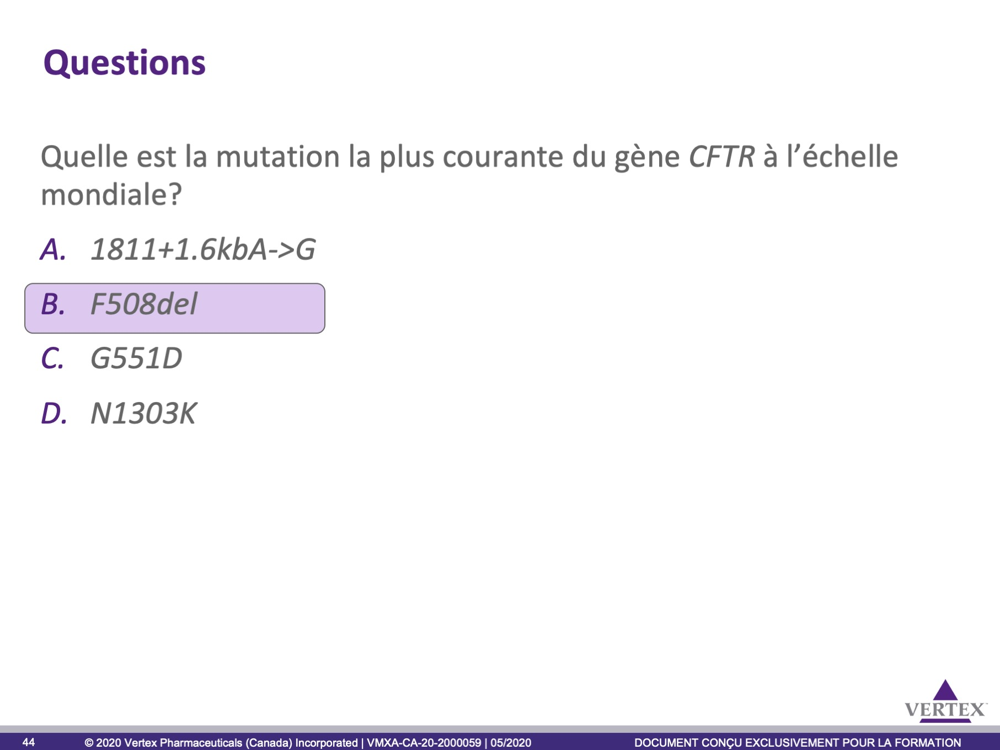 Questions
Quelle est la mutation la plus courante du gène CFTR à l’échelle
mondiale?
A. 1811+1.6kbA->G
B. F508del
C. G551D
D. N1303K
VERTEX
44 © 2020 Vertex Pharmaceuticals (Canada) Incorporated | VMXA-CA-20-2000059 | 05/2020 DOCUMENT CONÇU EXCLUSIVEMENT POUR LA FORMATION